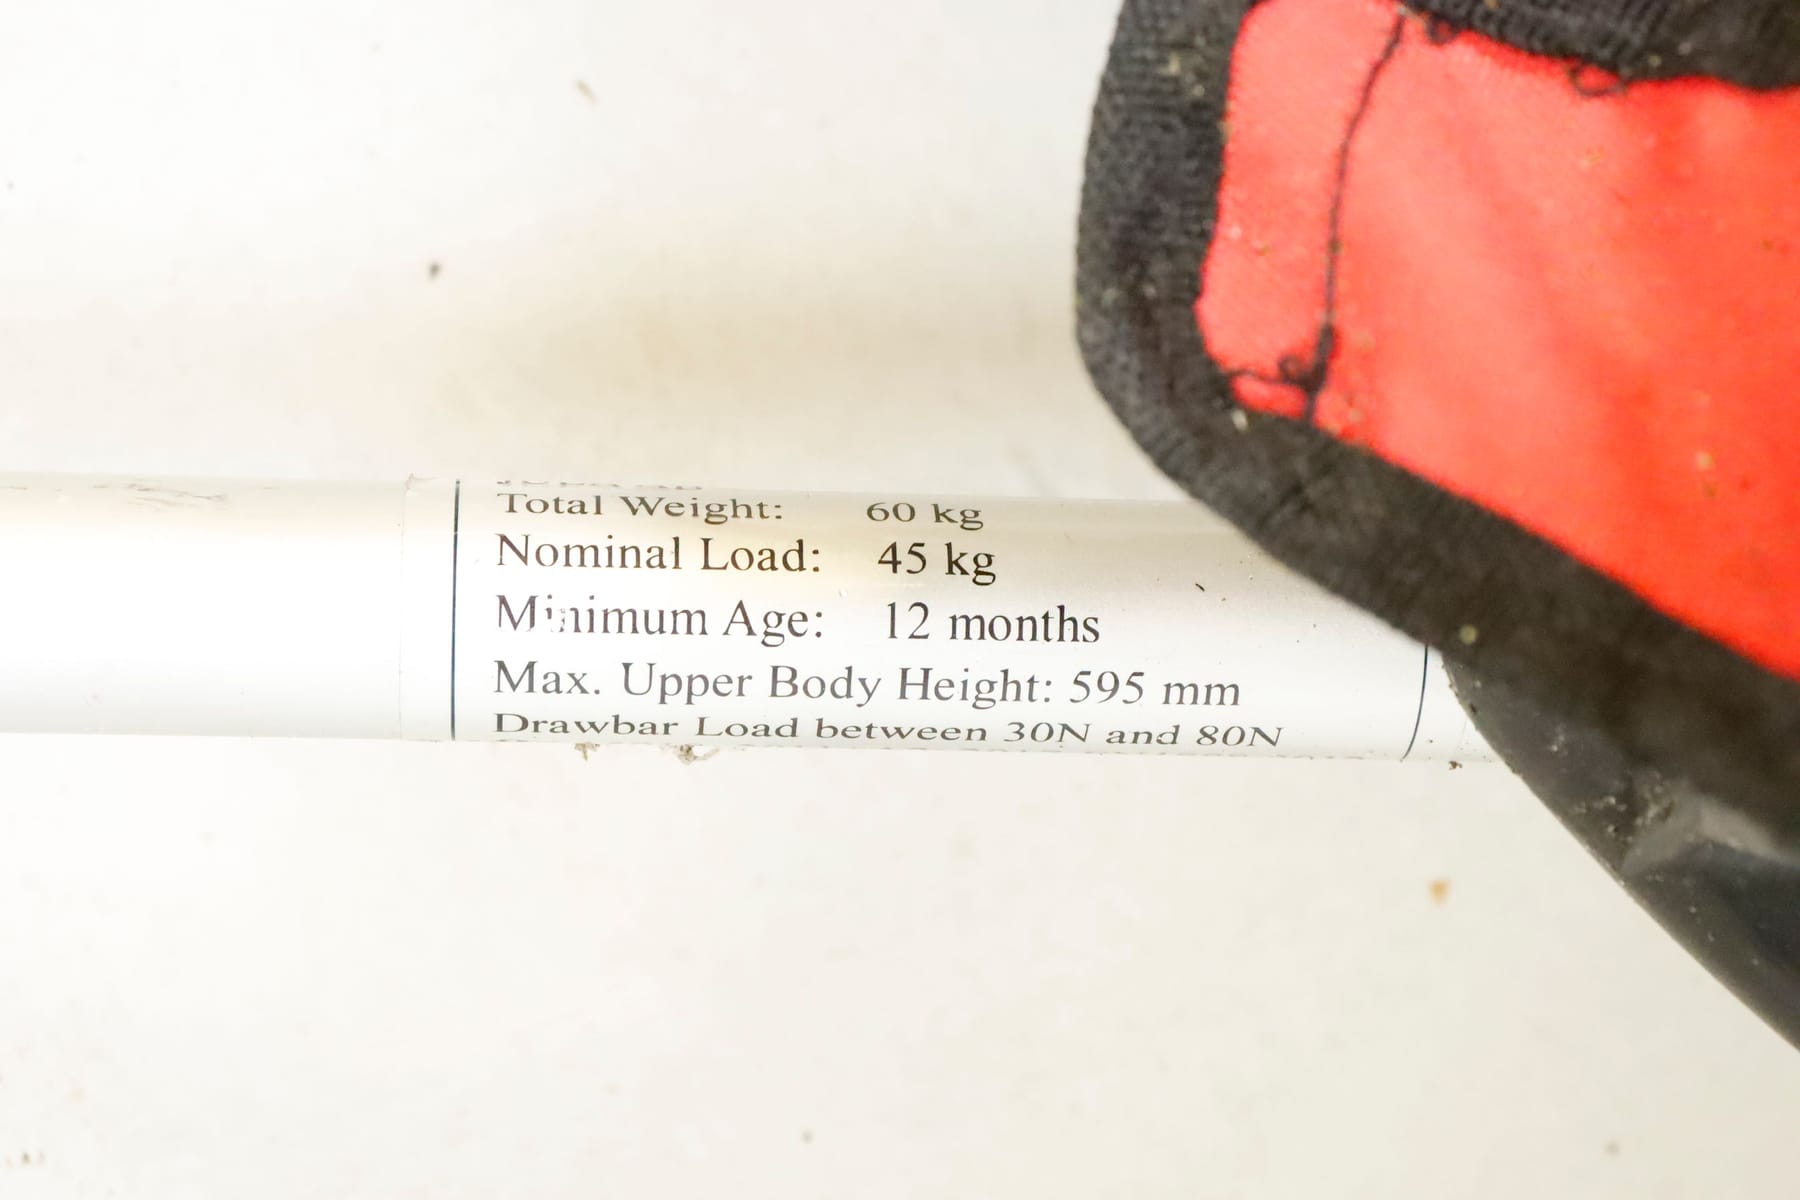 Total Weight: 60 kg
Nominal Load: 45 kg
Minimum Age: 12 months
Max. Upper Body Height: 595 mm
Drawbar Load between 30N and 80N